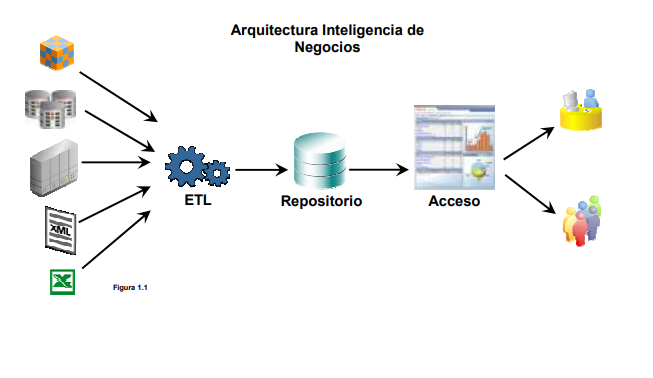 Arquitectura Inteligencia de
Negocios
XML
ETL
Repositorio
Acceso
Figura 1.1